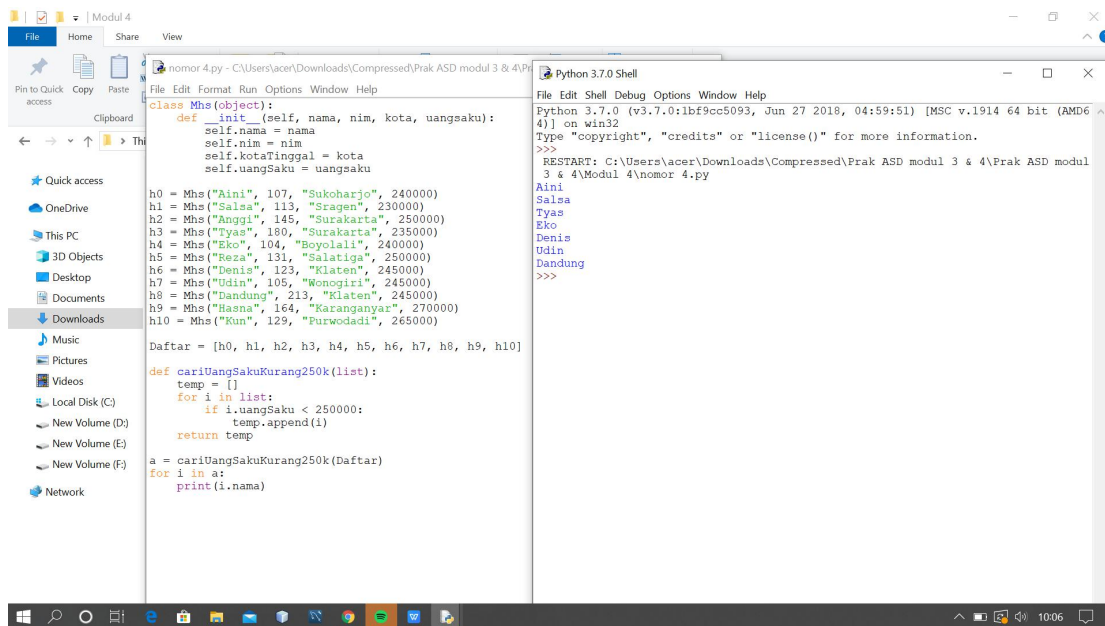 Modul 4
File Home Share View
Pin to Quick access
Copy
Paste
Clipboard
Thi
Quick access
OneDrive
This PC
3D Objects
Desktop
Documents
Downloads
Music
Pictures
Videos
Local Disk (C:)
New Volume (D:)
New Volume (E:)
New Volume (F:)
Network
nomor 4.py - C:\Users\acer\Downloads\Compressed\Prak ASD modul 3 & 4\Pr
File Edit Format Run Options Window Help
class Mhs(object):
    def __init__(self, nama, nim, kota, uangsaku):
        self.nama = nama
        self.nim = nim
        self.kotaTinggal = kota
        self.uangSaku = uangsaku
h0 = Mhs("Aini", 107, "Sukoharjo", 240000)
h1 = Mhs("Salsa", 113, "Sragen", 230000)
h2 = Mhs("Anggi", 145, "Surakarta", 250000)
h3 = Mhs("Tyas", 180, "Surakarta", 235000)
h4 = Mhs("Eko", 104, "Boyolali", 240000)
h5 = Mhs("Reza", 131, "Salatiga", 250000)
h6 = Mhs("Denis", 123, "Klaten", 245000)
h7 = Mhs("Udin", 105, "Wonogiri", 245000)
h8 = Mhs("Dandung", 213, "Klaten", 245000)
h9 = Mhs("Hasna", 164, "Karanganyar", 270000)
h10 = Mhs("Kun", 129, "Purwodadi", 265000)
Daftar = [h0, h1, h2, h3, h4, h5, h6, h7, h8, h9, h10]
def cariUangSakuKurang250k(list):
    temp = []
    for i in list:
        if i.uangSaku < 250000:
            temp.append(i)
    return temp
a = cariUangSakuKurang250k(Daftar)
for i in a:
    print(i.nama)
Python 3.7.0 Shell
File Edit Shell Debug Options Window Help
Python 3.7.0 (v3.7.0:1bf9cc5093, Jun 27 2018, 04:59:51) [MSC v.1914 64 bit (AMD6
4)] on win32
Type "copyright", "credits" or "license()" for more information.
>>>
 RESTART: C:\Users\acer\Downloads\Compressed\Prak ASD modul 3 & 4\Prak ASD modul
 3 & 4\Modul 4\nomor 4.py
Aini
Salsa
Tyas
Eko
Denis
Udin
Dandung
>>>
10:06